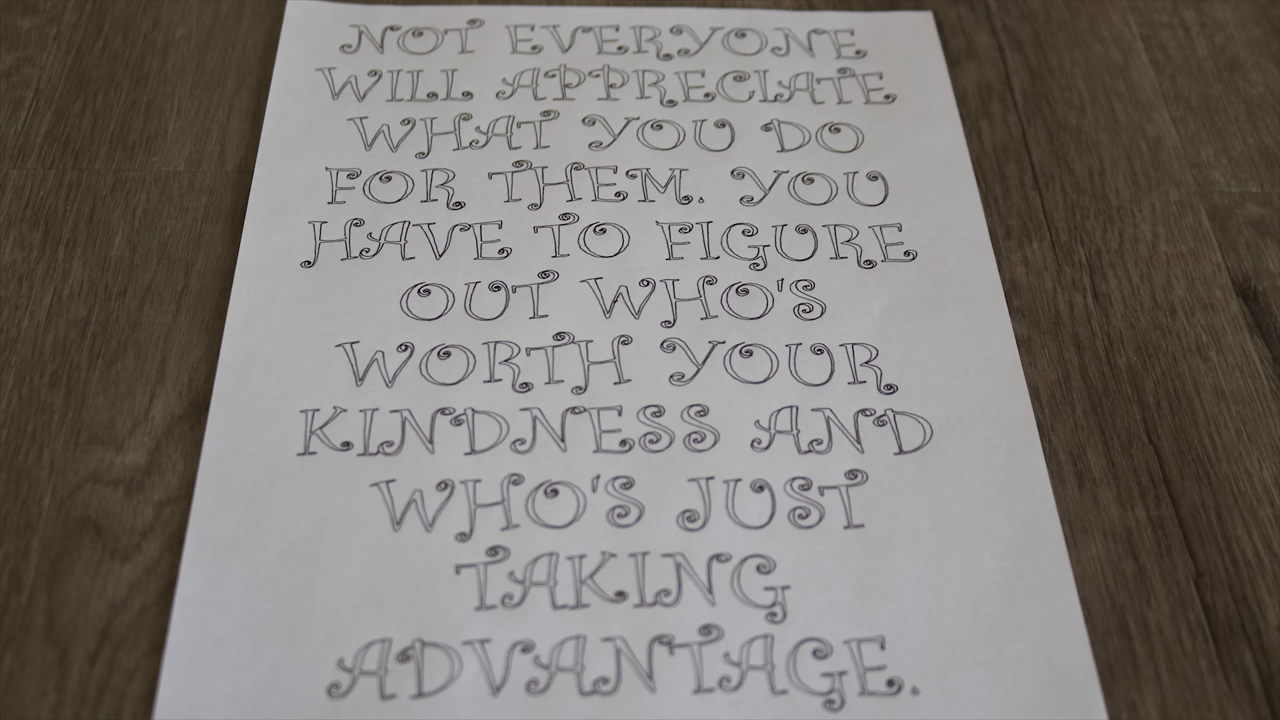 NOT EVERYONE
WILL APPRECIATE
WHAT YOU DO
FOR THEM. YOU
HAVE TO FIGURE
OUT WHO'S
WORTH YOUR
KINDNESS AND
WHO'S JUST
TAKING
ADVANTAGE.